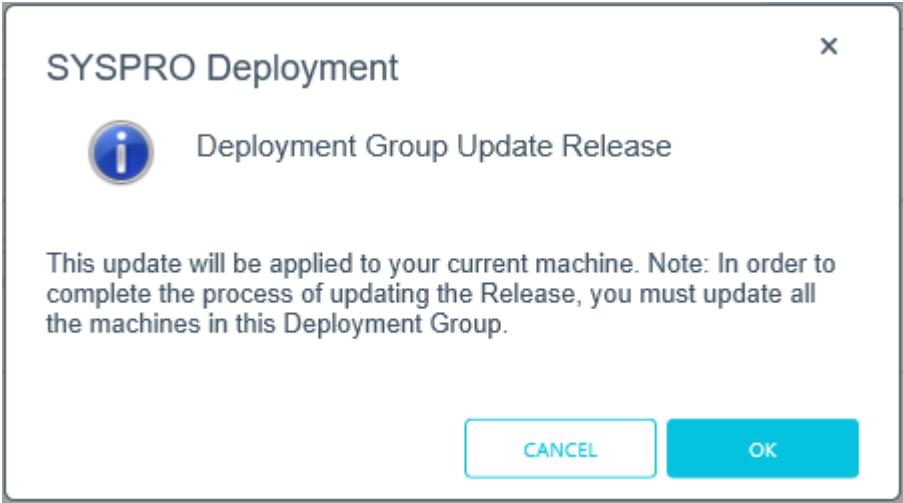 SYSPRO Deployment
Deployment Group Update Release
This update will be applied to your current machine. Note: In order to
complete the process of updating the Release, you must update all
the machines in this Deployment Group.
CANCEL
OK